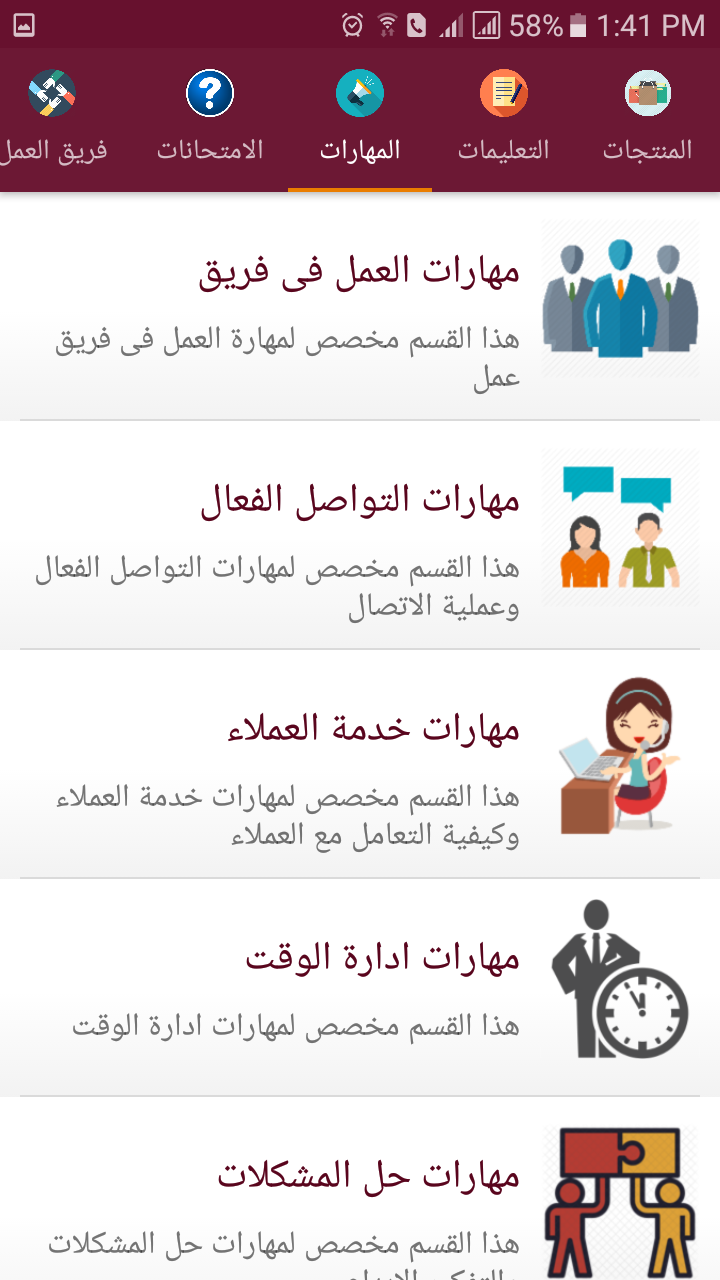 58% 1:41 PM
المنتجات
التعليمات
المهارات
الامتحانات
فريق العمل
مهارات العمل فى فريق
هذا القسم مخصص لمهارة العمل فى فريق
عمل
مهارات التواصل الفعال
هذا القسم مخصص لمهارات التواصل الفعال
وعملية الاتصال
مهارات خدمة العملاء
هذا القسم مخصص لمهارات خدمة العملاء
وكيفية التعامل مع العملاء
مهارات ادارة الوقت
هذا القسم مخصص لمهارات ادارة الوقت
مهارات حل المشكلات
هذا القسم مخصص لمهارات حل المشكلات